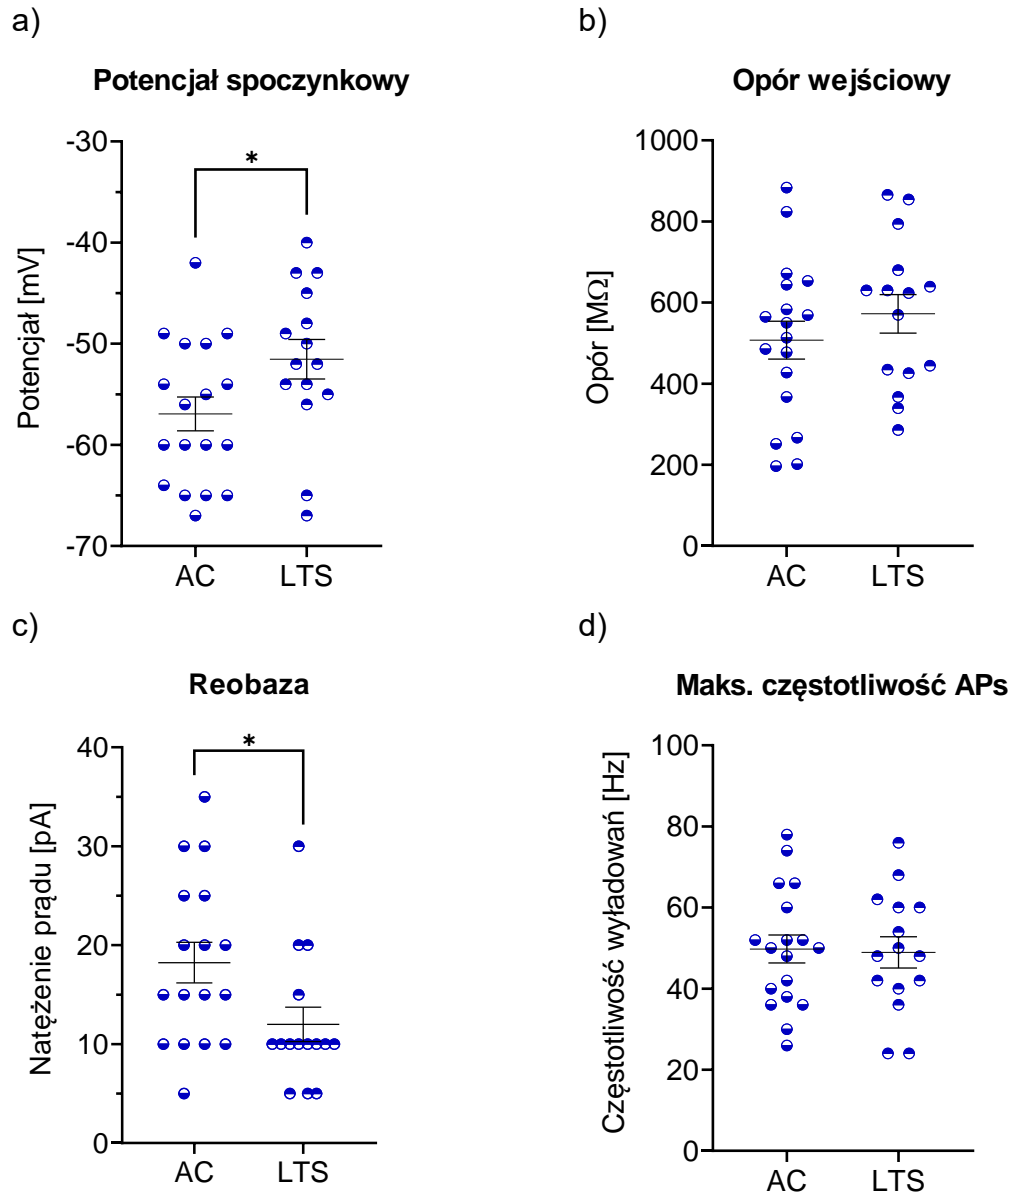 a)
Potencjał spoczynkowy
Potencjał [mV]
-30
-40
-50
-60
-70
*
AC
LTS
b)
Opór wejściowy
Opór [MΩ]
1000
800
600
400
200
0
AC
LTS
c)
Reobaza
Natężenie prądu [pA]
40
30
20
10
0
*
AC
LTS
d)
Maks. częstotliwość APs
Częstotliwość wyładowań [Hz]
100
80
60
40
20
0
AC
LTS